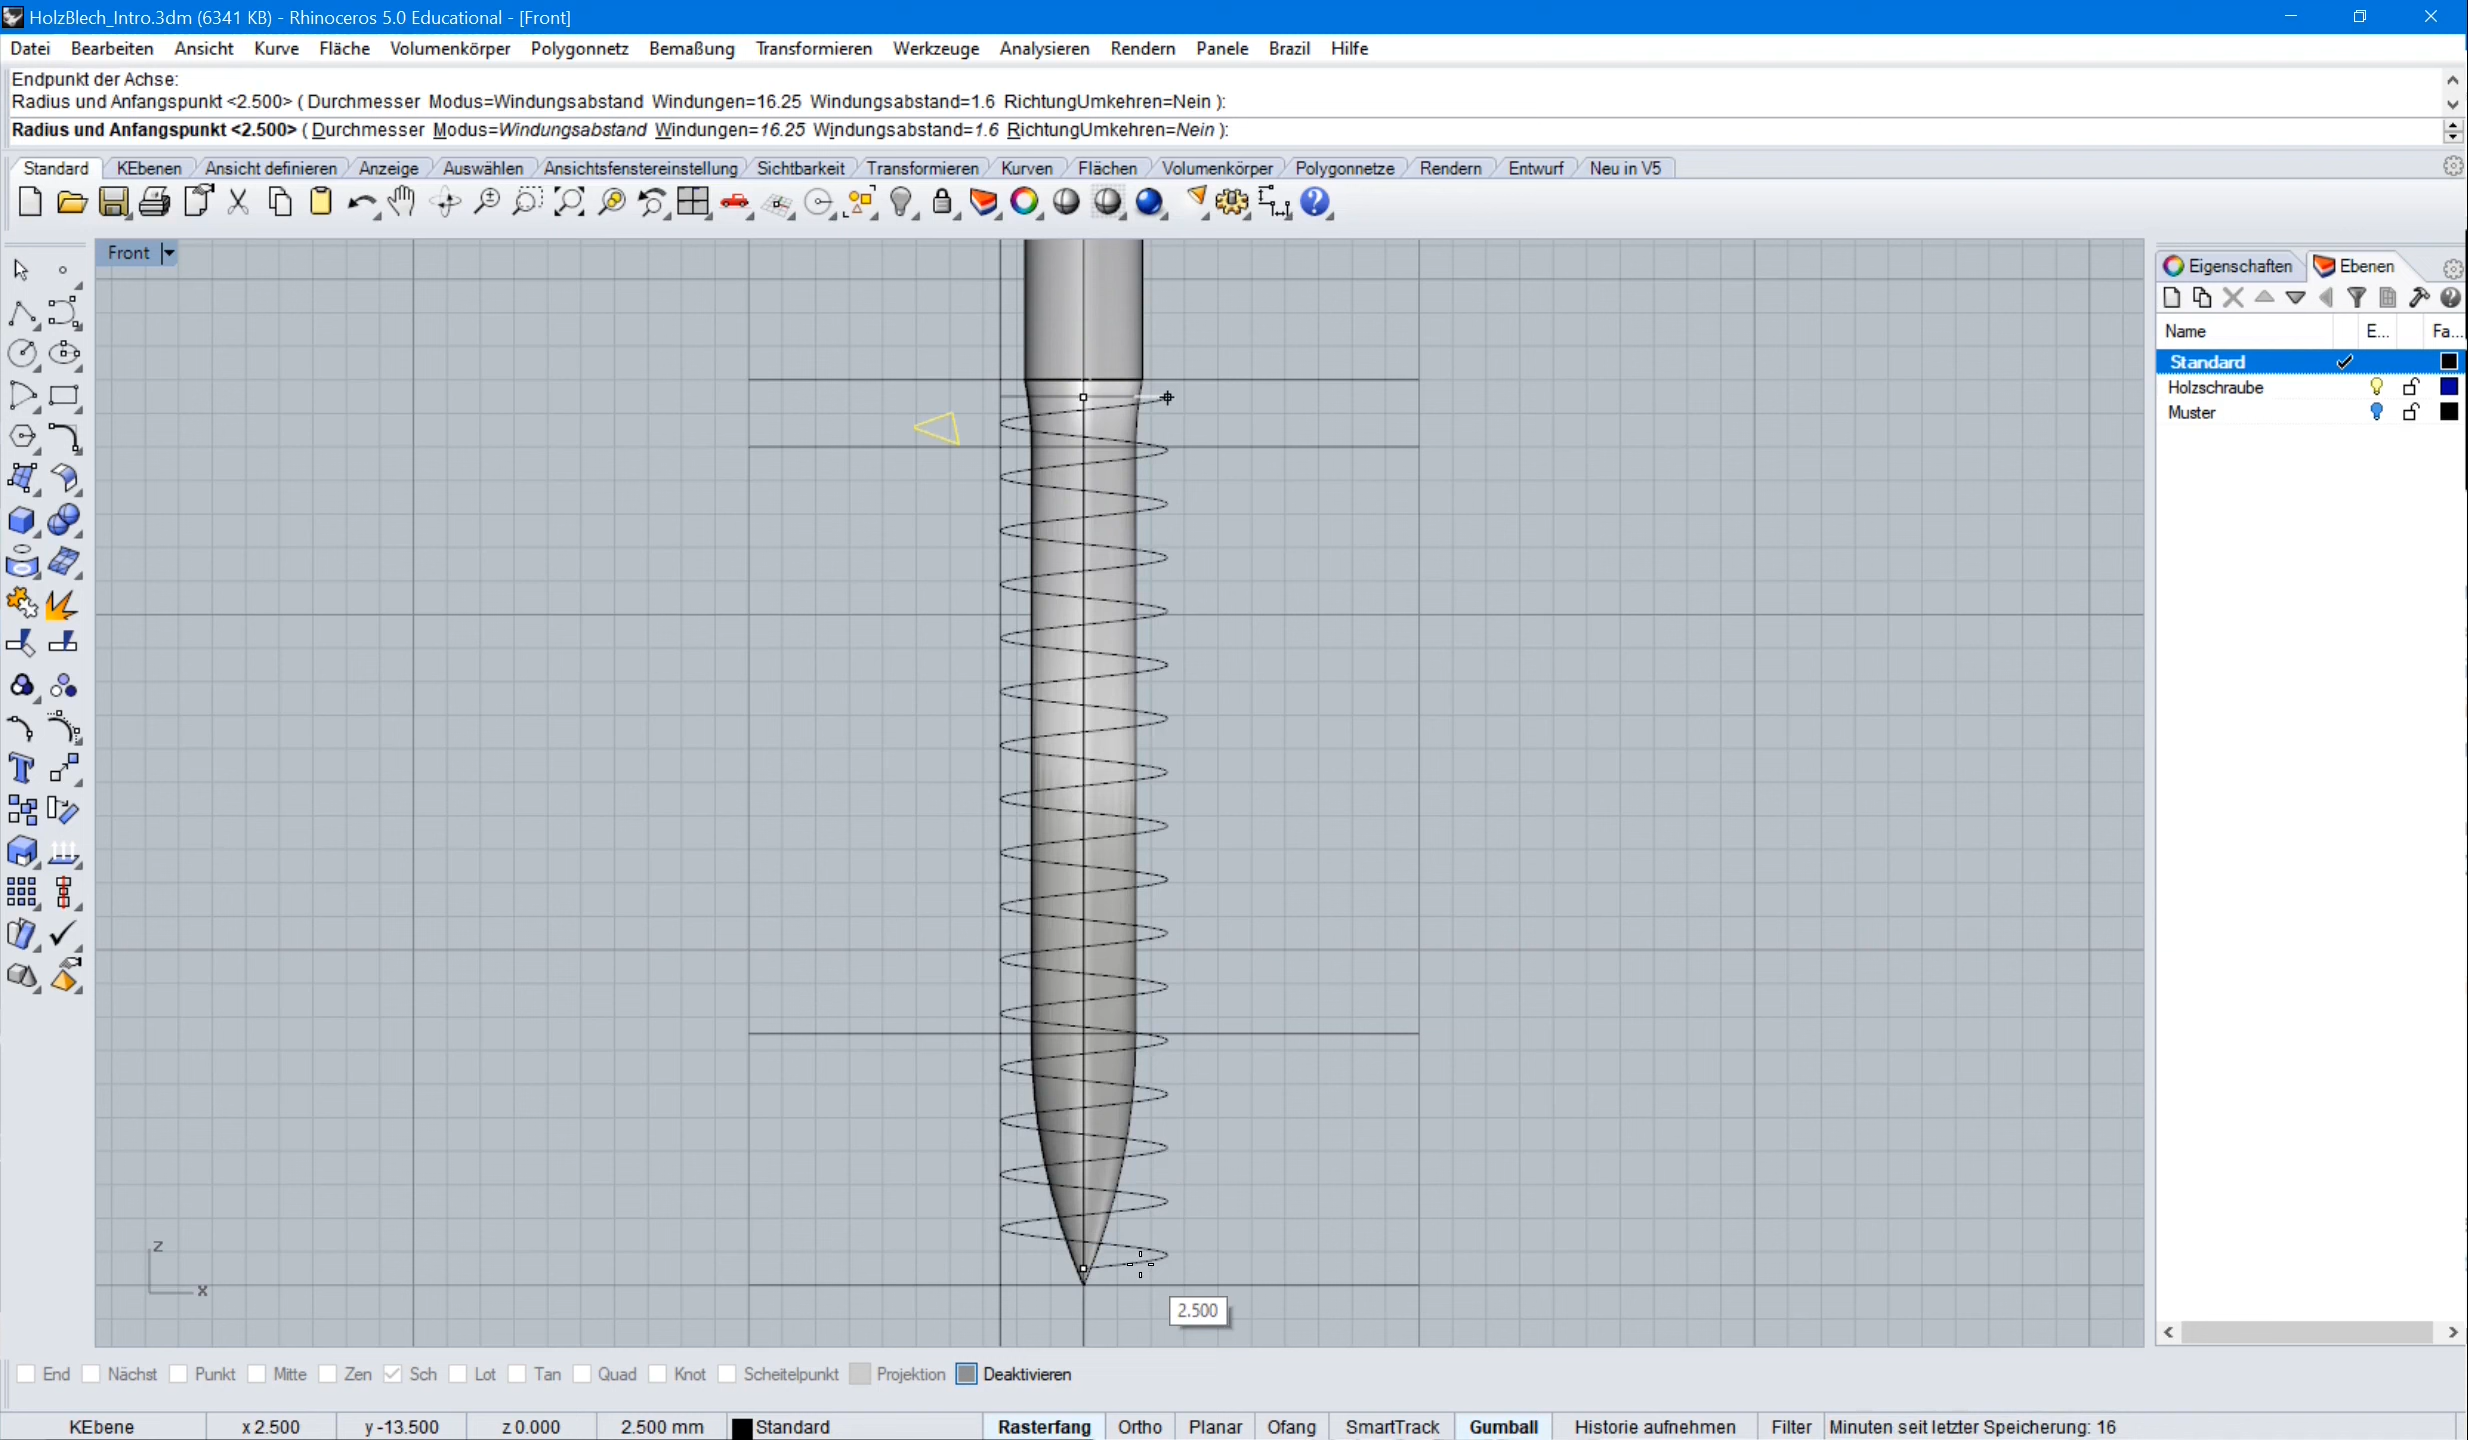 HolzBlech_Intro.3dm (6341 KB) - Rhinoceros 5.0 Educational - [Front]
Datei Bearbeiten Ansicht Kurve Fläche Volumenkörper Polygonnetz Bemaßung Transformieren Werkzeuge Analysieren Rendern Panele Brazil Hilfe
Endpunkt der Achse:
Radius und Anfangspunkt <2.500> ( Durchmesser Modus=Windungsabstand Windungen=16.25 Windungsabstand=1.6 RichtungUmkehren=Nein ):
Radius und Anfangspunkt <2.500> ( Durchmesser Modus=Windungsabstand Windungen=16.25 Windungsabstand=1.6 RichtungUmkehren=Nein ):
Standard KEbenen Ansicht definieren Anzeige Auswählen Ansichtsfenstereinstellung Sichtbarkeit Transformieren Kurven Flächen Volumenkörper Polygonnetze Rendern Entwurf Neu in V5
Front
Eigenschaften Ebenen
Name E... Fa...
Standard
Holzschraube
Muster
z
x
2.500
End Nächst Punkt Mitte Zen Sch Lot Tan Quad Knot Scheitelpunkt Projektion Deaktivieren
KEbene x 2.500 y -13.500 z 0.000 2.500 mm Standard Rasterfang Ortho Planar Ofang SmartTrack Gumball Historie aufnehmen Filter Minuten seit letzter Speicherung: 16